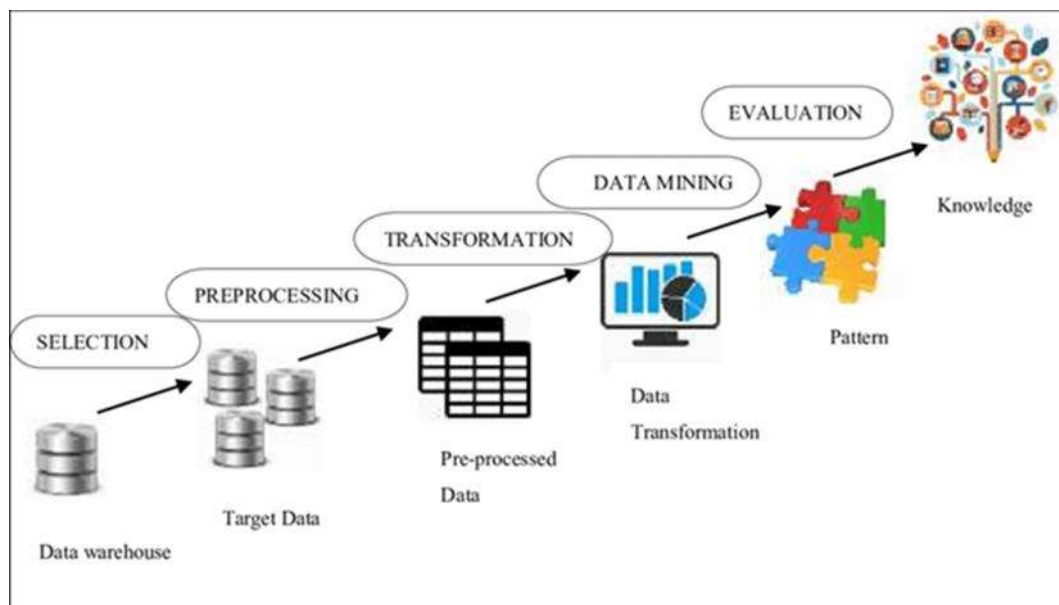 EVALUATION
Knowledge
DATA MINING
Pattern
TRANSFORMATION
Data
Transformation
PREPROCESSING
Pre-processed
Data
SELECTION
Target Data
Data warehouse